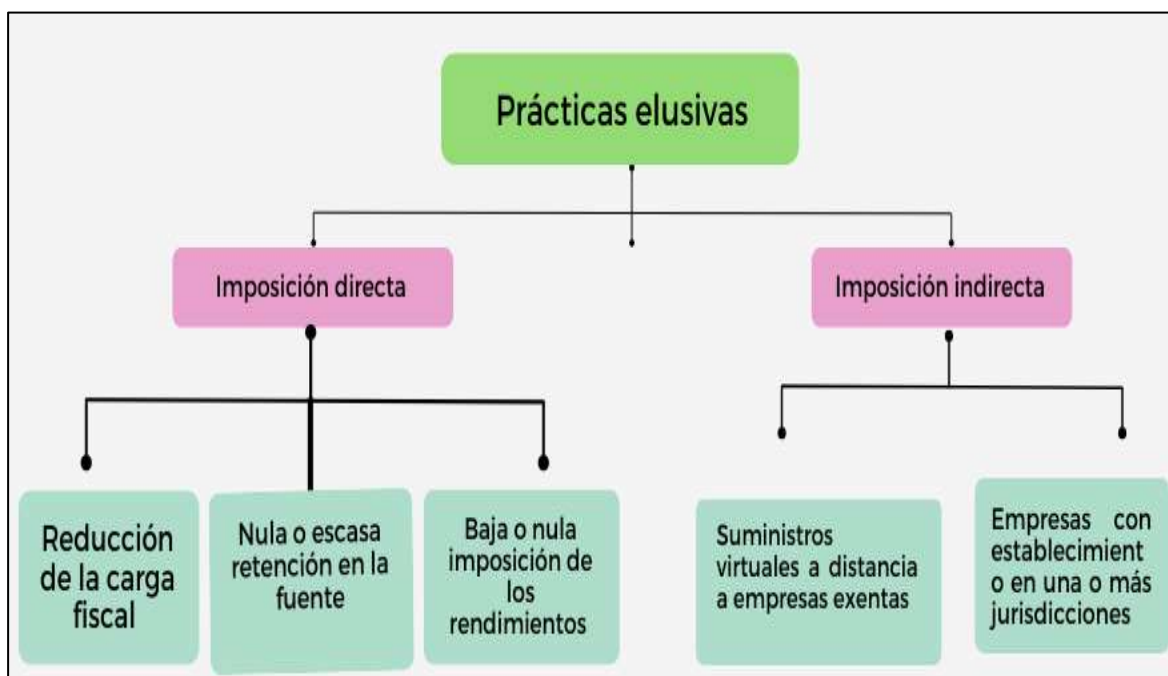 Prácticas elusivas
Imposición directa
Imposición indirecta
Reducción
de la carga
fiscal
Nula o escasa
retención en la
fuente
Baja o nula
imposición de
los
rendimientos
Suministros
virtuales a distancia
a empresas exentas
Empresas con
establecimient
o en una o más
jurisdicciones